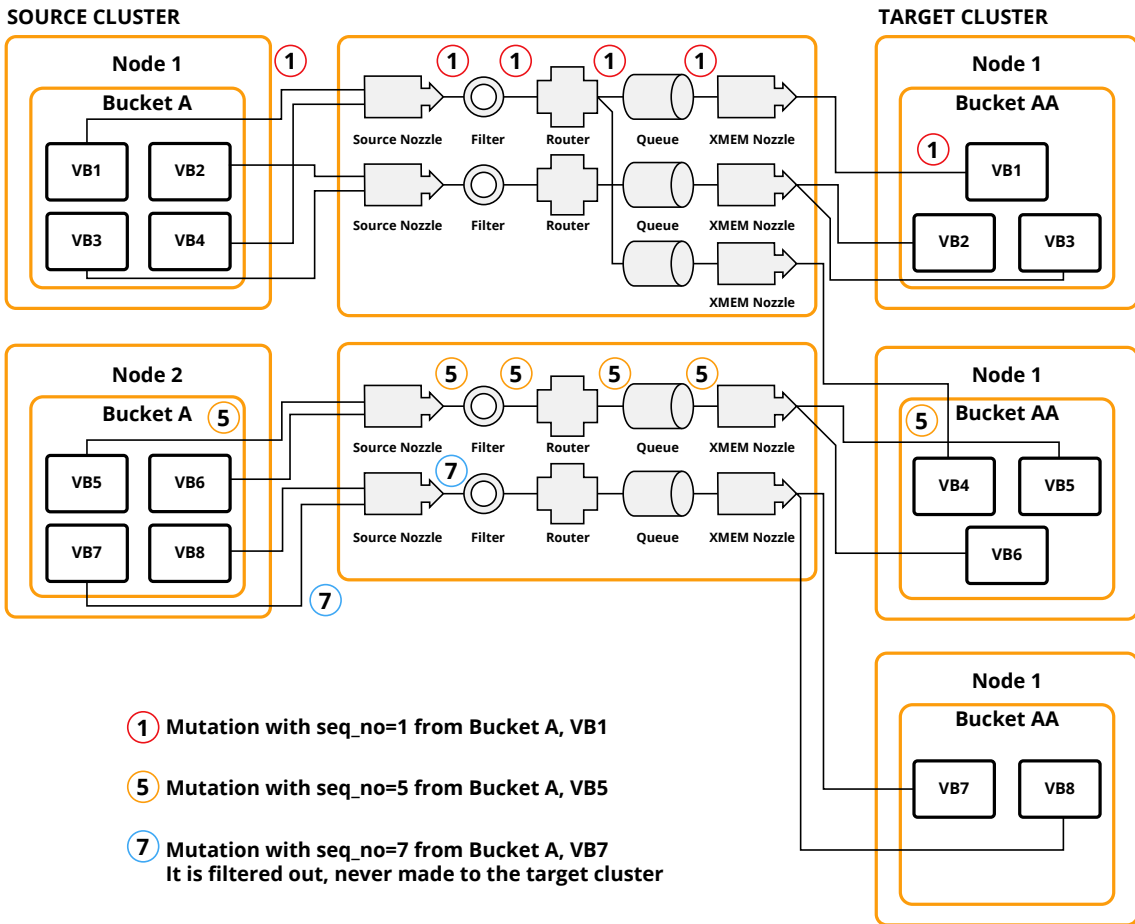 SOURCE CLUSTER
TARGET CLUSTER
Node 1
Bucket A
VB1
VB2
VB3
VB4
1
1
1
1
1
Source Nozzle
Filter
Router
Queue
XMEM Nozzle
Source Nozzle
Filter
Router
Queue
XMEM Nozzle
XMEM Nozzle
Node 1
Bucket AA
1
VB1
VB2
VB3
Node 2
Bucket A
5
VB5
VB6
VB7
VB8
7
5
5
5
5
Source Nozzle
Filter
Router
Queue
XMEM Nozzle
7
Source Nozzle
Filter
Router
Queue
XMEM Nozzle
Node 1
Bucket AA
5
VB4
VB5
VB6
Node 1
Bucket AA
VB7
VB8
1 Mutation with seq_no=1 from Bucket A, VB1
5 Mutation with seq_no=5 from Bucket A, VB5
7 Mutation with seq_no=7 from Bucket A, VB7
It is filtered out, never made to the target cluster